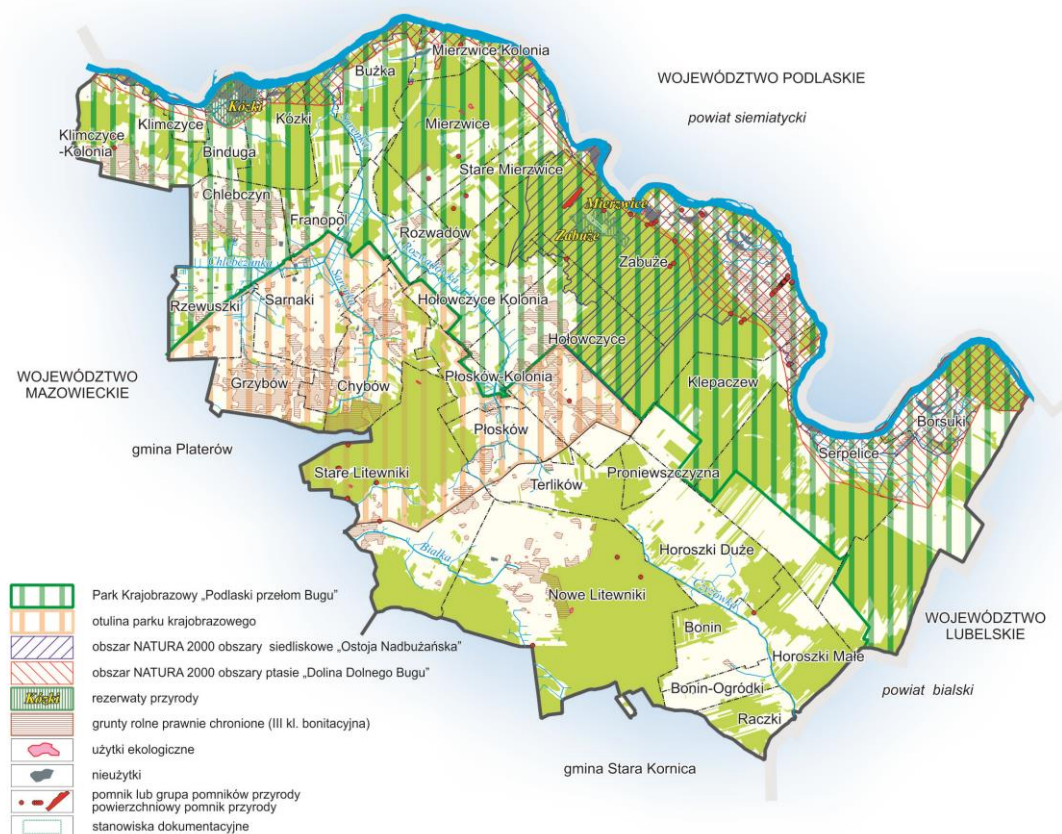 Mierzwice-Kolonia
Bużka
WOJEWÓDZTWO PODLASKIE
powiat siemiatycki
Kózki
Klimczyce
Kózki
Mierzwice
Klimczyce
-Kolonia
Binduga
Sarenka
Stare Mierzwice
Chlebczyn
Mierzwice
Franopol
Rozwadów
Zabuże
Zabuże
Chlebczanka
Sarnaki
Hołowczyce Kolonia
Rzewuszki
Hołowczyce
WOJEWÓDZTWO
MAZOWIECKIE
Grzybów
Chybów
Płosków-Kolonia
Klepaczew
Borsuki
Płosków
gmina Platerów
Serpelice
Stare Litewniki
Terlików
Proniewszczyzna
Białka
Horoszki Duże
Nowe Litewniki
Bonin
WOJEWÓDZTWO
LUBELSKIE
Horoszki Małe
Bonin-Ogródki
powiat bialski
Raczki
gmina Stara Kornica
Park Krajobrazowy „Podlaski przełom Bugu”
otulina parku krajobrazowego
obszar NATURA 2000 obszary siedliskowe „Ostoja Nadbużańska”
obszar NATURA 2000 obszary ptasie „Dolina Dolnego Bugu”
Kózki rezerwaty przyrody
grunty rolne prawnie chronione (III kl. bonitacyjna)
użytki ekologiczne
nieużytki
pomnik lub grupa pomników przyrody
powierzchniowy pomnik przyrody
stanowiska dokumentacyjne